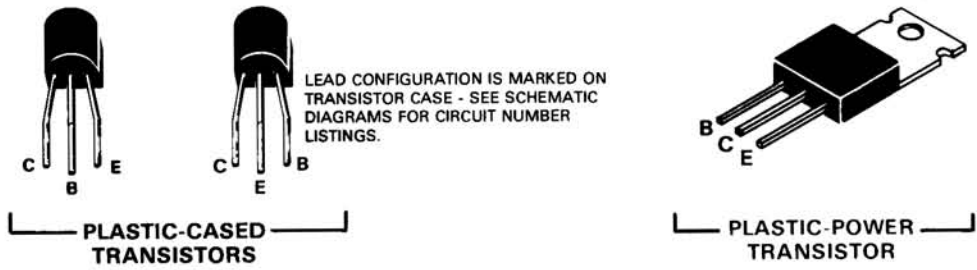 LEAD CONFIGURATION IS MARKED ON
TRANSISTOR CASE - SEE SCHEMATIC
DIAGRAMS FOR CIRCUIT NUMBER
LISTINGS.
C
B
E
C
E
B
B
C
E
PLASTIC-CASED
TRANSISTORS
PLASTIC-POWER
TRANSISTOR